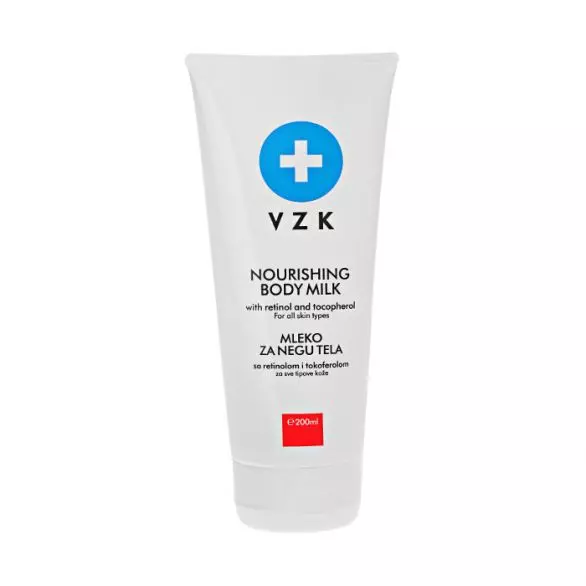 VZK
NOURISHING
BODY MILK
with retinol and tocopherol
For all skin types
MLEKO
ZA NEGU TELA
sa retinolom i tokoferolom
za sve tipove kože
℮200ml